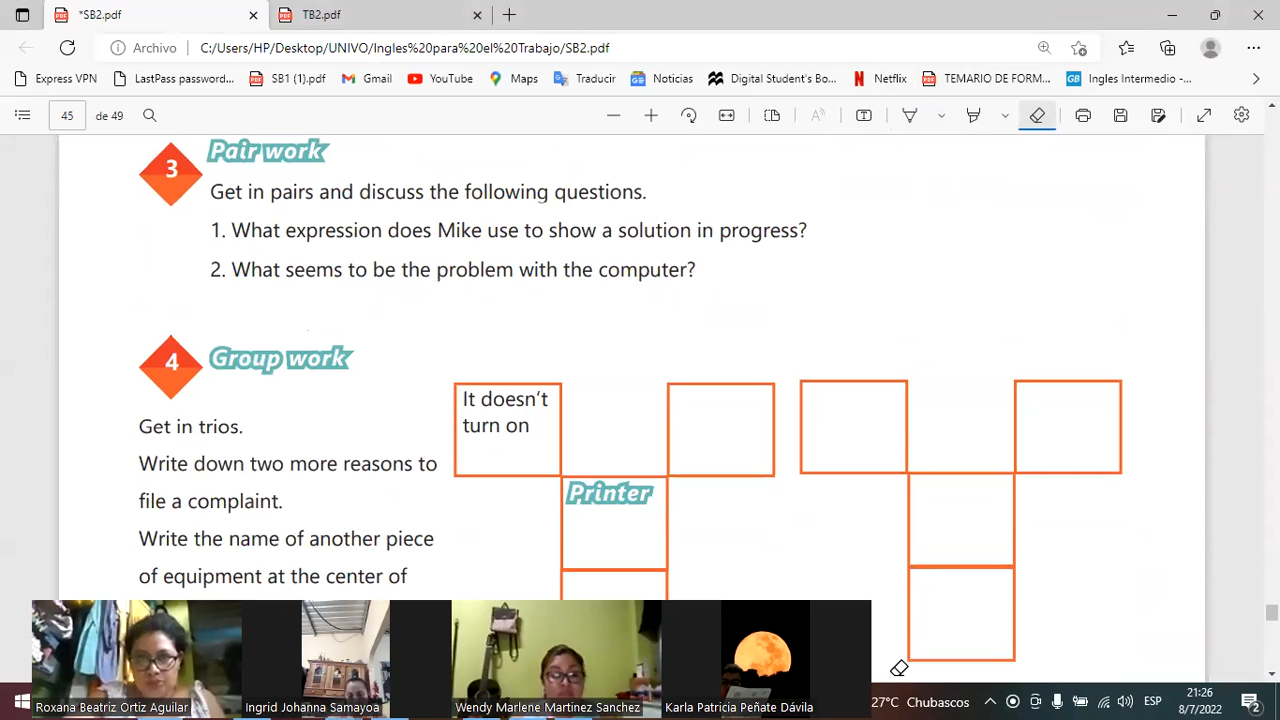 *SB2.pdf
TB2.pdf
Archivo C:/Users/HP/Desktop/UNIVO/Ingles%20para%20el%20Trabajo/SB2.pdf
Express VPN LastPass password... SB1 (1).pdf Gmail YouTube Maps Traducir Noticias Digital Student's Bo... Netflix TEMARIO DE FORM... Ingles Intermedio -...
45 de 49
3 Pair work
Get in pairs and discuss the following questions.
1. What expression does Mike use to show a solution in progress?
2. What seems to be the problem with the computer?
4 Group work
It doesn't
turn on
Get in trios.
Write down two more reasons to
file a complaint.
Printer
Write the name of another piece
of equipment at the center of
Roxana Beatriz Ortiz Aguilar Ingrid Johanna Samayoa Wendy Marlene Martinez Sanchez Karla Patricia Peñate Dávila
27°C Chubascos ESP 21:26
8/7/2022 2